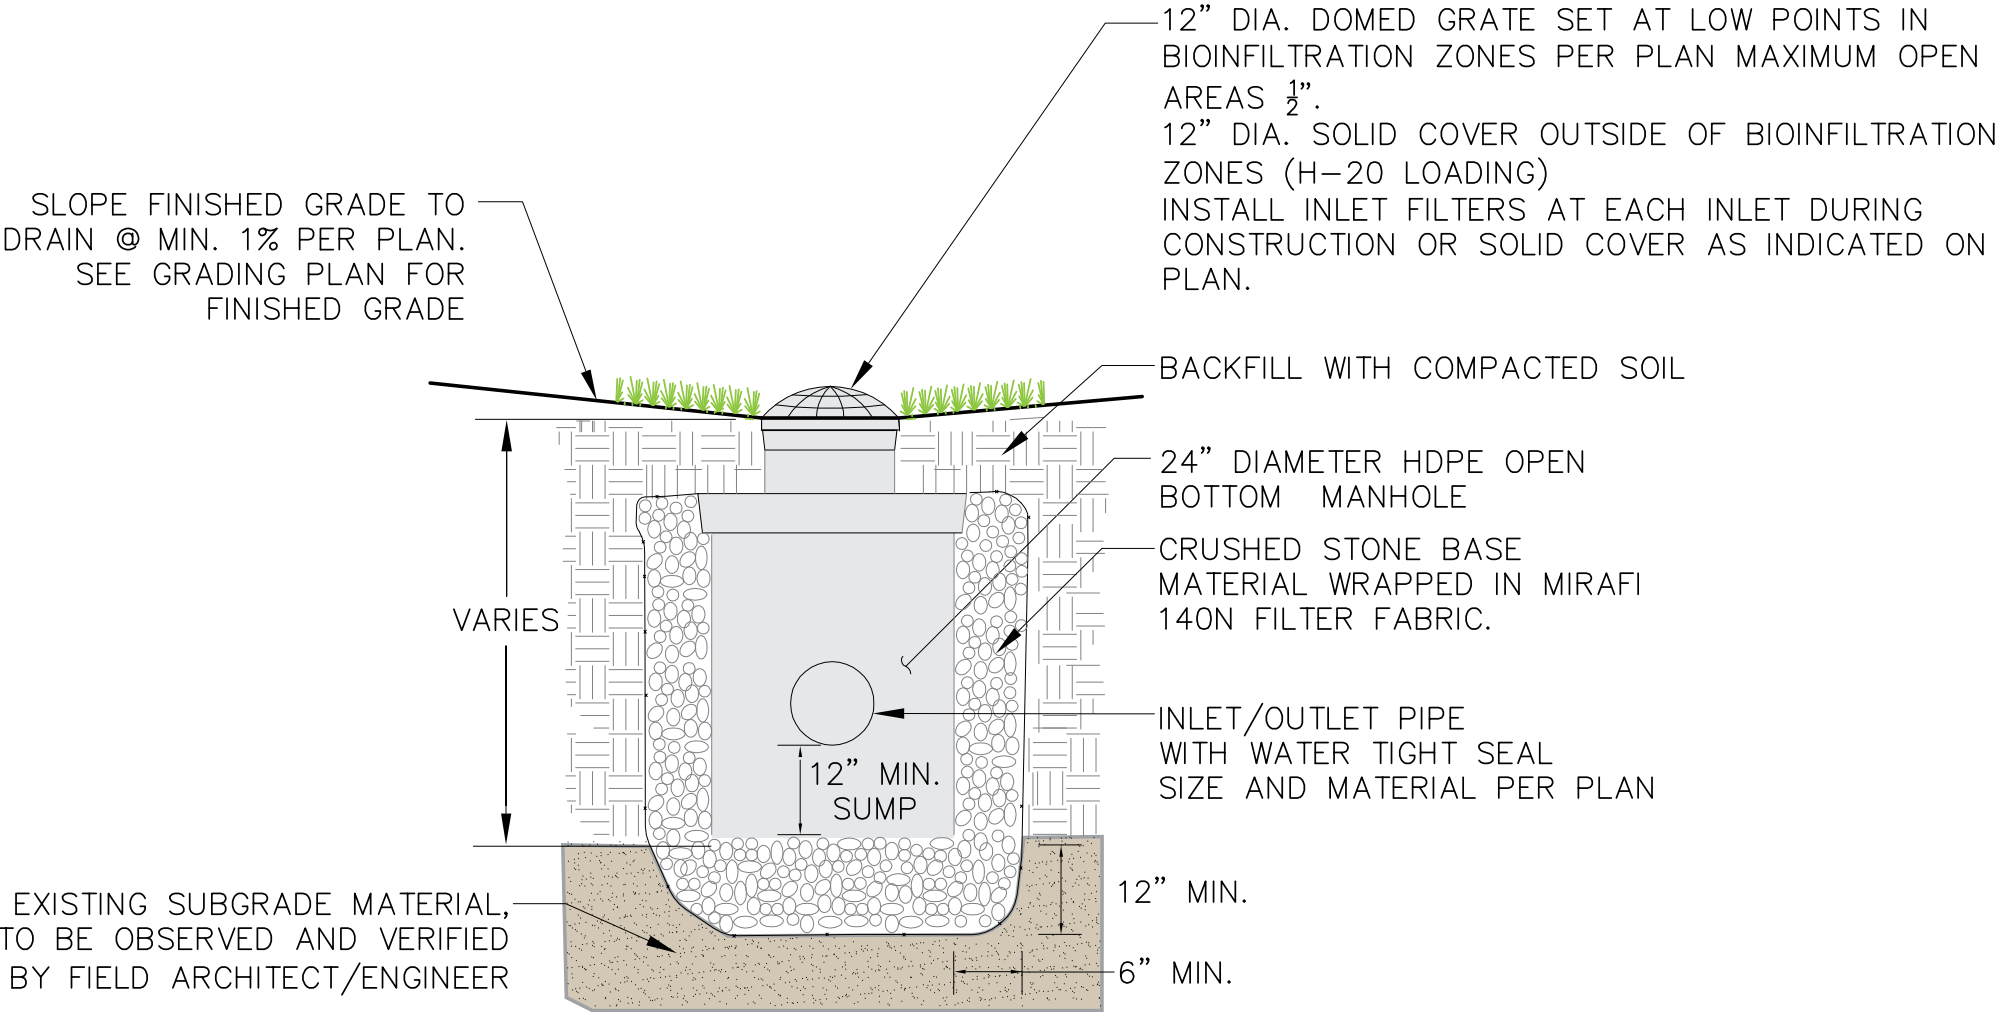 12” DIA. DOMED GRATE SET AT LOW POINTS IN
BIOINFILTRATION ZONES PER PLAN MAXIMUM OPEN
AREAS ½”.
12” DIA. SOLID COVER OUTSIDE OF BIOINFILTRATION
ZONES (H-20 LOADING)
INSTALL INLET FILTERS AT EACH INLET DURING
CONSTRUCTION OR SOLID COVER AS INDICATED ON
PLAN.
SLOPE FINISHED GRADE TO
DRAIN @ MIN. 1% PER PLAN.
SEE GRADING PLAN FOR
FINISHED GRADE
BACKFILL WITH COMPACTED SOIL
24” DIAMETER HDPE OPEN
BOTTOM MANHOLE
CRUSHED STONE BASE
MATERIAL WRAPPED IN MIRAFI
140N FILTER FABRIC.
VARIES
INLET/OUTLET PIPE
WITH WATER TIGHT SEAL
SIZE AND MATERIAL PER PLAN
12” MIN.
SUMP
EXISTING SUBGRADE MATERIAL,
TO BE OBSERVED AND VERIFIED
BY FIELD ARCHITECT/ENGINEER
12” MIN.
6” MIN.